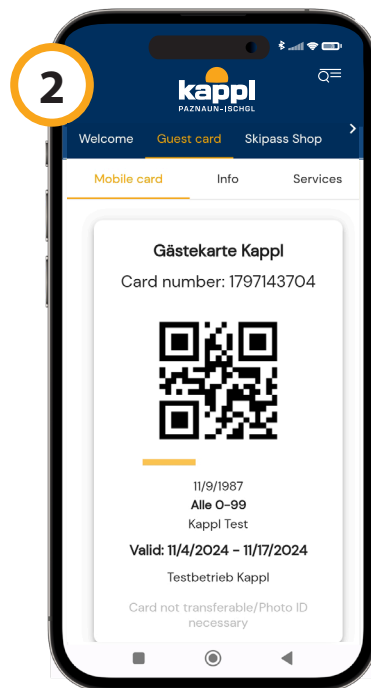 2
kappl
PAZNAUN-ISCHGL
Welcome Guest card Skipass Shop
Mobile card Info Services
Gästekarte Kappl
Card number: 1797143704
11/9/1987
Alle 0-99
Kappl Test
Valid: 11/4/2024 - 11/17/2024
Testbetrieb Kappl
Card not transferable/Photo ID
necessary